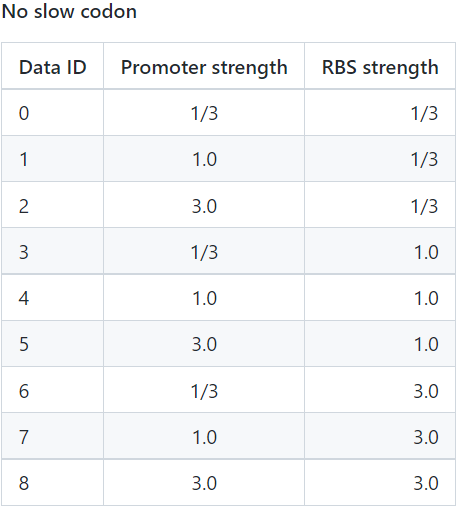 No slow codon
Data ID Promoter strength RBS strength
0 1/3 1/3
1 1.0 1/3
2 3.0 1/3
3 1/3 1.0
4 1.0 1.0
5 3.0 1.0
6 1/3 3.0
7 1.0 3.0
8 3.0 3.0